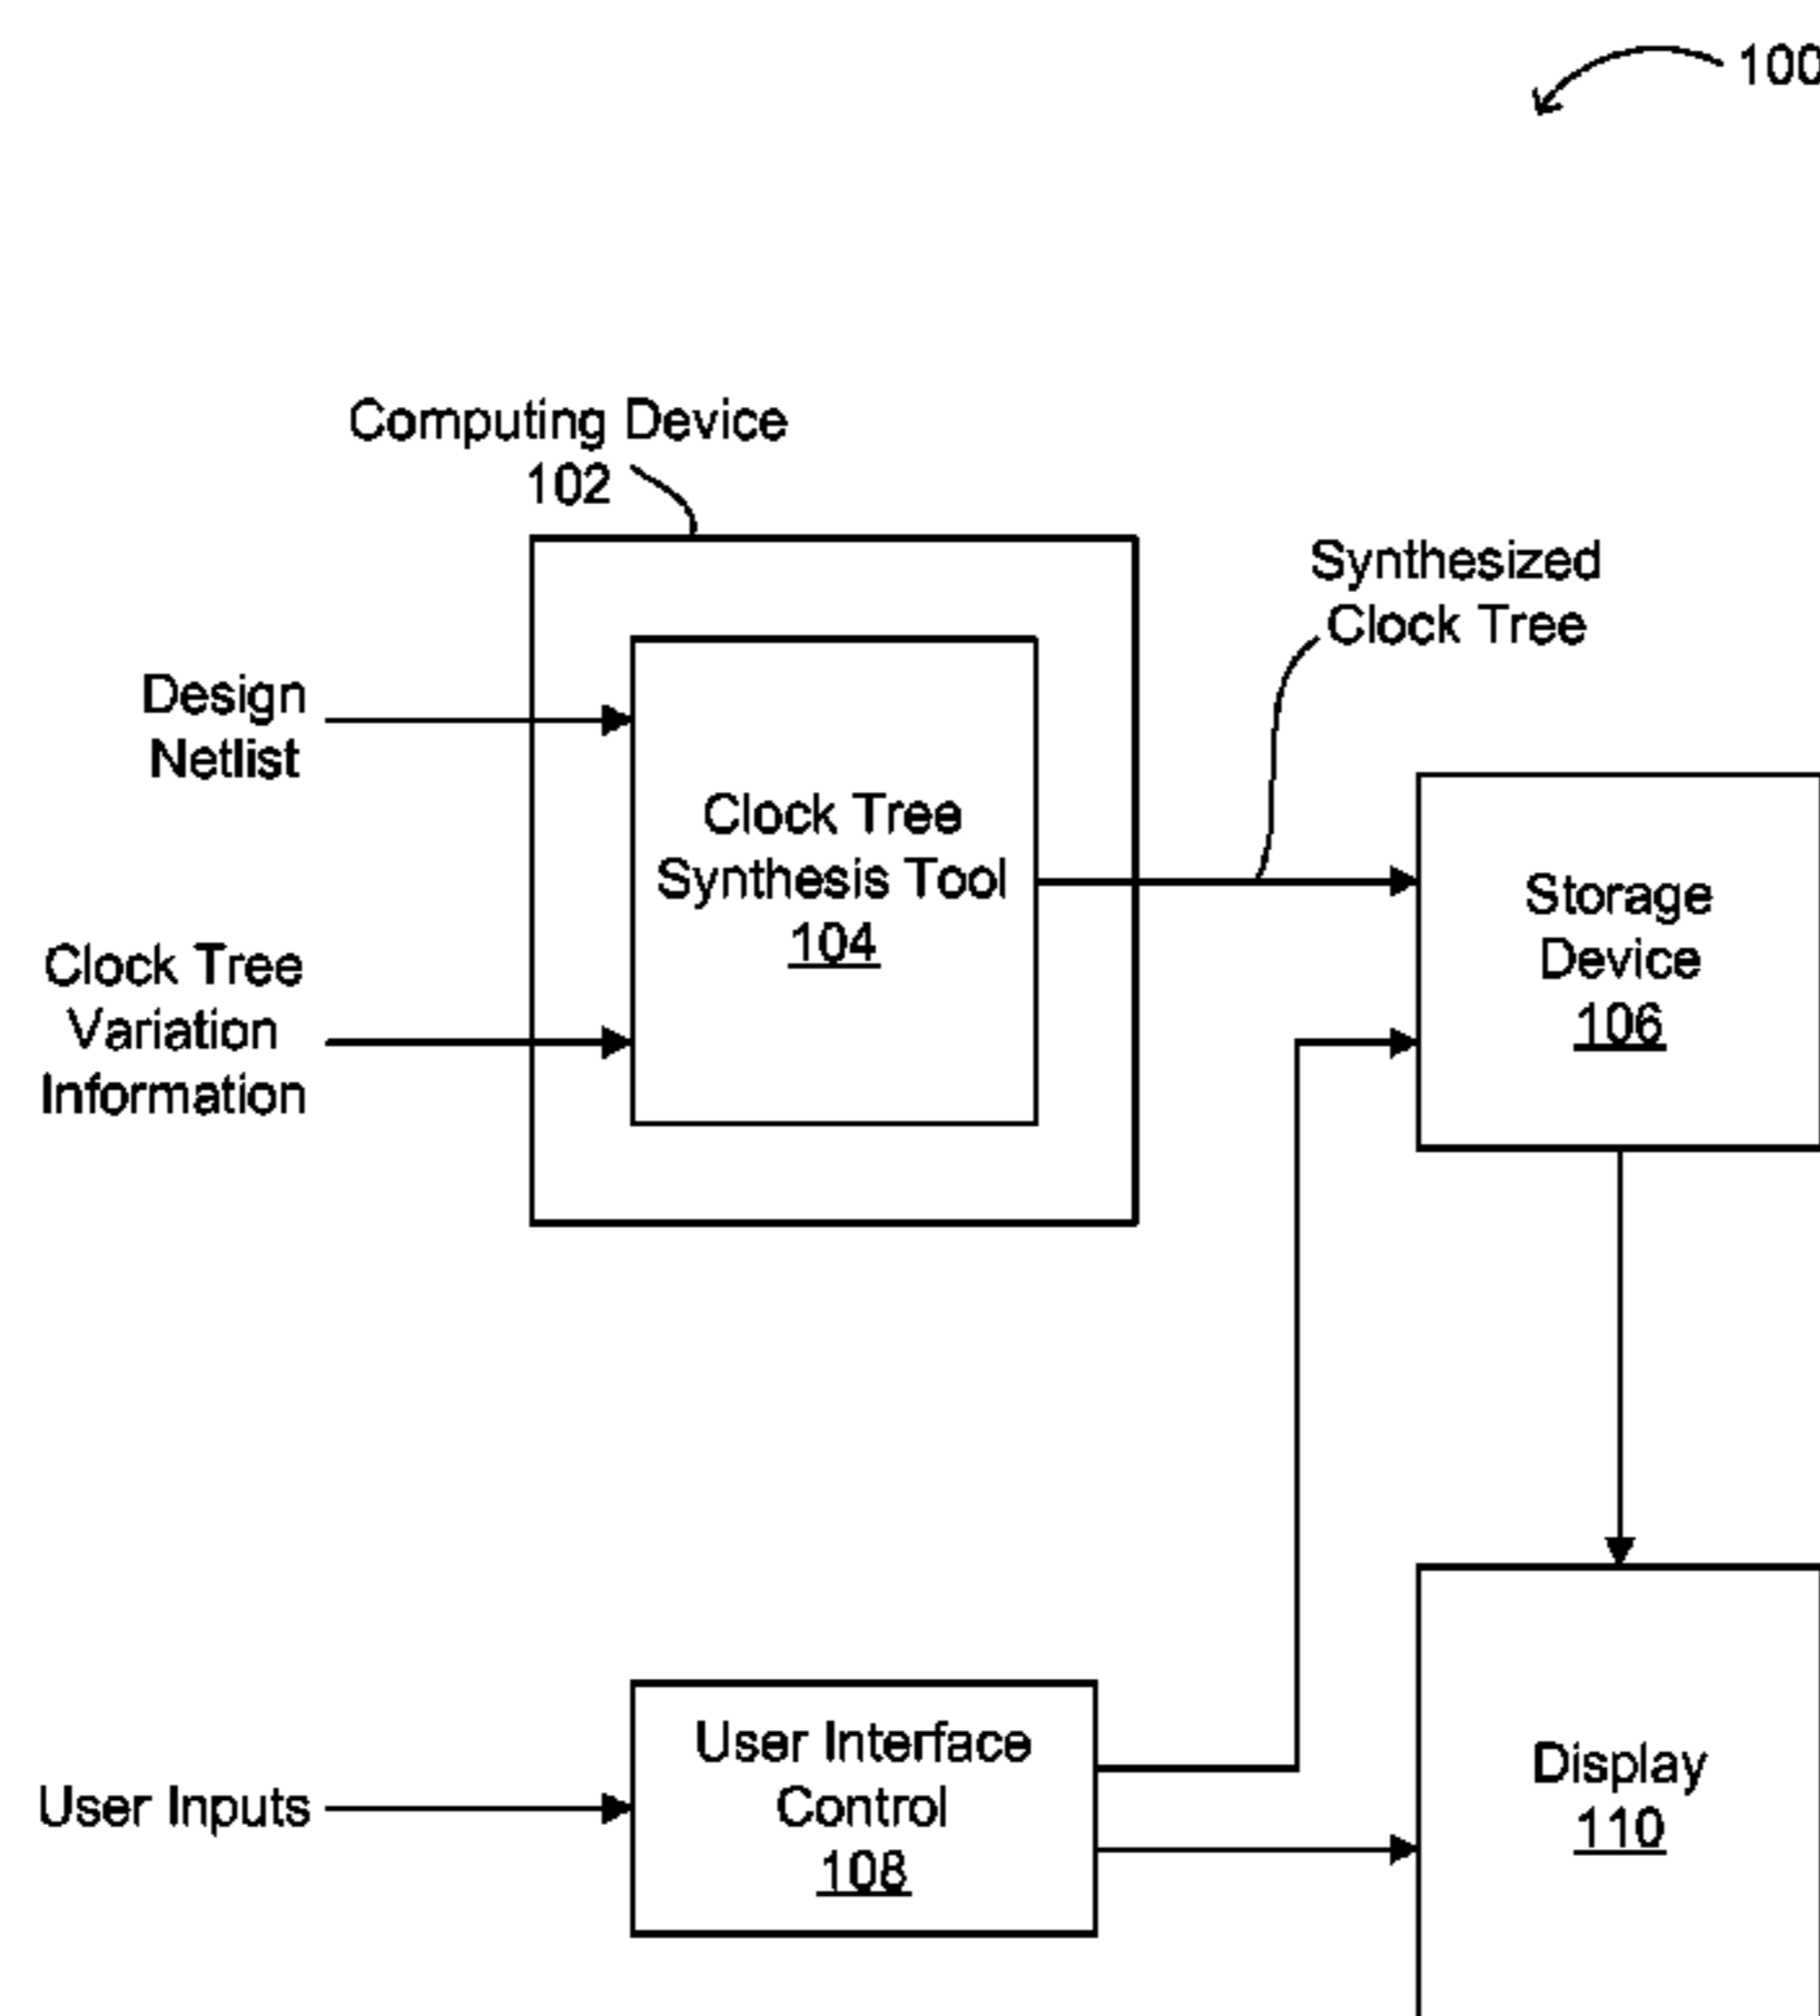 100
Computing Device
102
Synthesized
Clock Tree
Design
Netlist
Clock Tree
Synthesis Tool
104
Storage
Device
106
Clock Tree
Variation
Information
User Interface
Control
108
User Inputs
Display
110